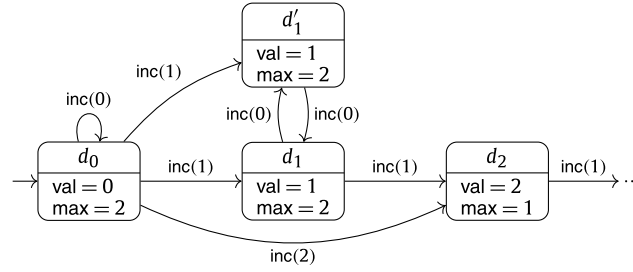 d₁′
val = 1
max = 2
inc(1)
inc(0)
inc(0)
inc(0)
d₀
val = 0
max = 2
inc(1)
d₁
val = 1
max = 2
inc(1)
d₂
val = 2
max = 1
inc(1)
..
inc(2)